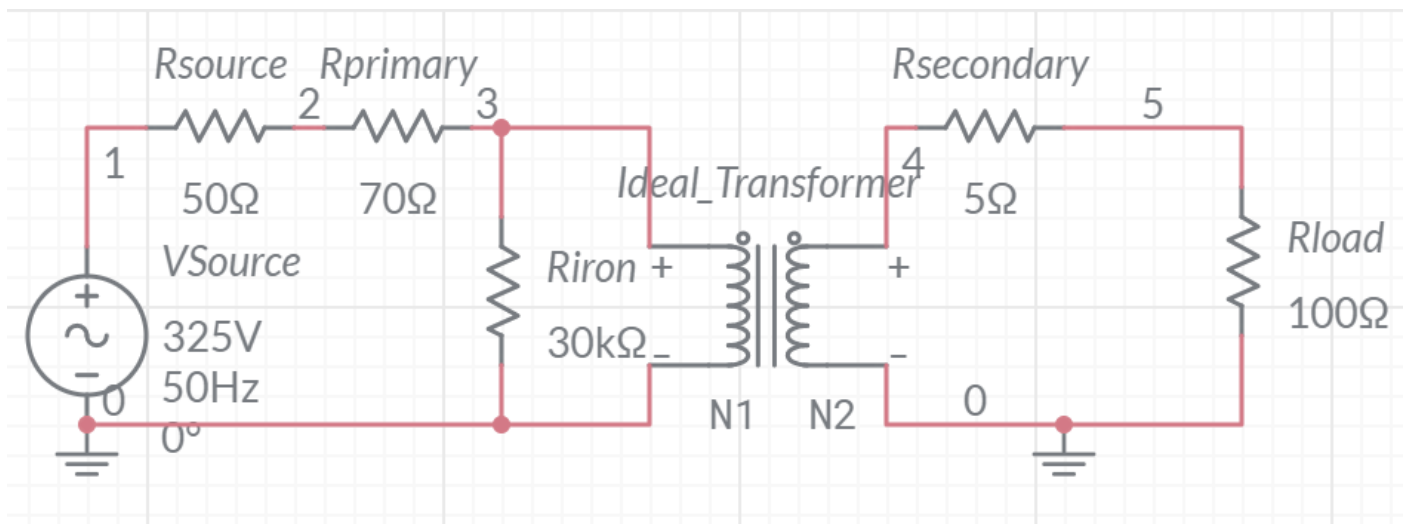 Rsource Rprimary Rsecondary
2 3 5
1 4
50Ω 70Ω Ideal_Transformer 5Ω
VSource Riron + + Rload
+
325V 30kΩ – – 100Ω
–
50Hz
0 N1 N2 0
0°